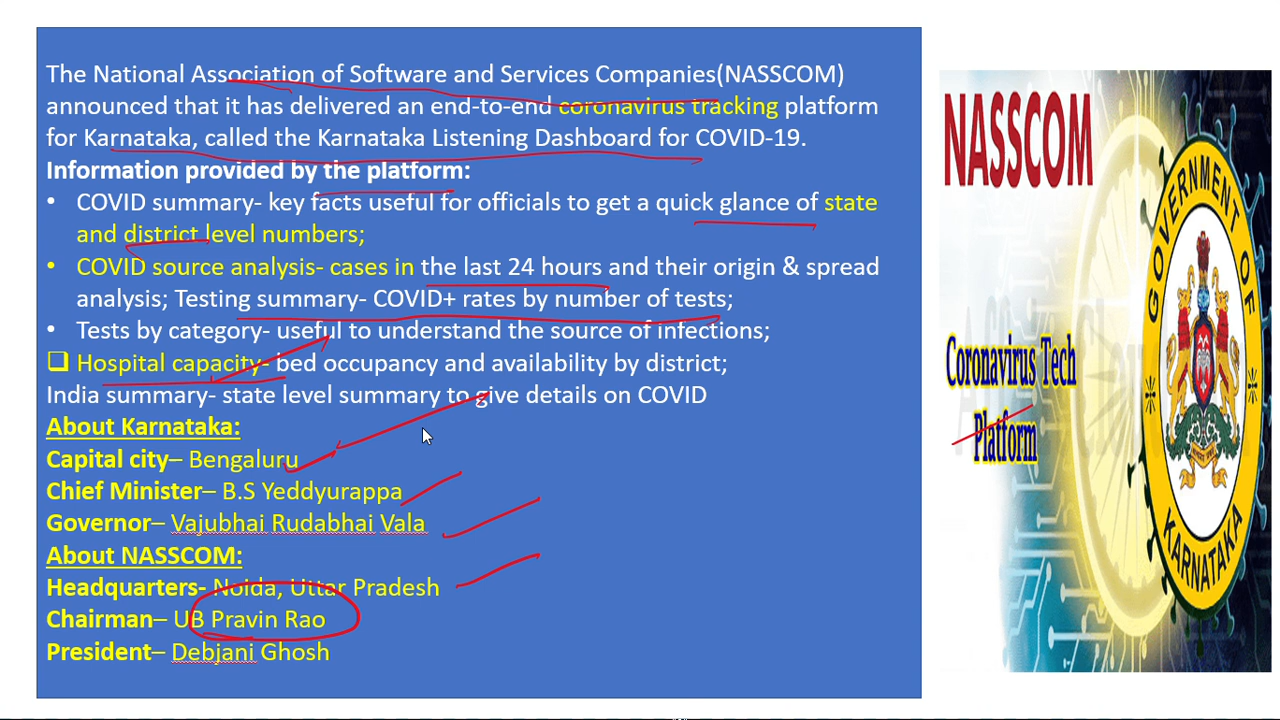 The National Association of Software and Services Companies(NASSCOM)
announced that it has delivered an end-to-end coronavirus tracking platform
for Karnataka, called the Karnataka Listening Dashboard for COVID-19.
Information provided by the platform:
• COVID summary- key facts useful for officials to get a quick glance of state
and district level numbers;
• COVID source analysis- cases in the last 24 hours and their origin & spread
analysis; Testing summary- COVID+ rates by number of tests;
• Tests by category- useful to understand the source of infections;
❑ Hospital capacity- bed occupancy and availability by district;
India summary- state level summary to give details on COVID
About Karnataka:
Capital city– Bengaluru
Chief Minister– B.S Yeddyurappa
Governor– Vajubhai Rudabhai Vala
About NASSCOM:
Headquarters- Noida, Uttar Pradesh
Chairman– UB Pravin Rao
President– Debjani Ghosh
NASSCOM
Coronavirus Tech
Platform
GOVERNMENT OF
KARNATAKA